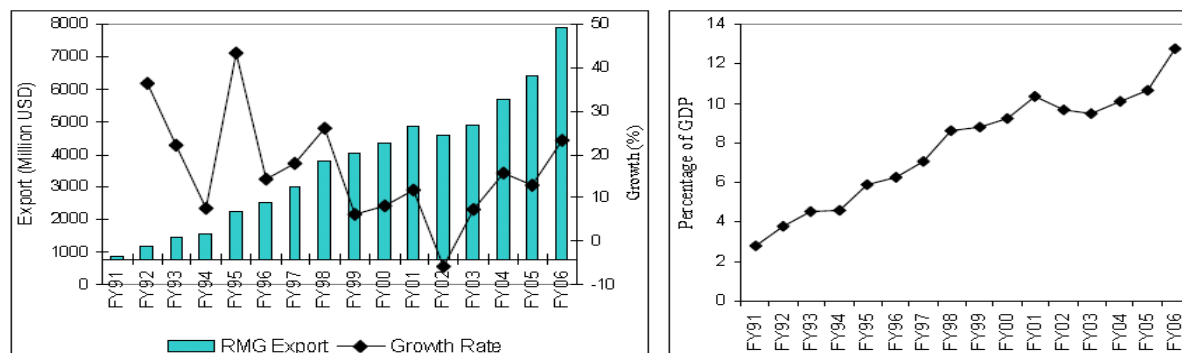 8000
7000
6000
5000
4000
3000
2000
1000
0
Export (Million USD)
50
40
30
20
10
0
-10
Growth (%)
FY91
FY92
FY93
FY94
FY95
FY96
FY97
FY98
FY99
FY00
FY01
FY02
FY03
FY04
FY05
FY06
RMG Export
Growth Rate
14
12
10
8
6
4
2
0
Percentage of GDP
FY91
FY92
FY93
FY94
FY95
FY96
FY97
FY98
FY99
FY00
FY01
FY02
FY03
FY04
FY05
FY06